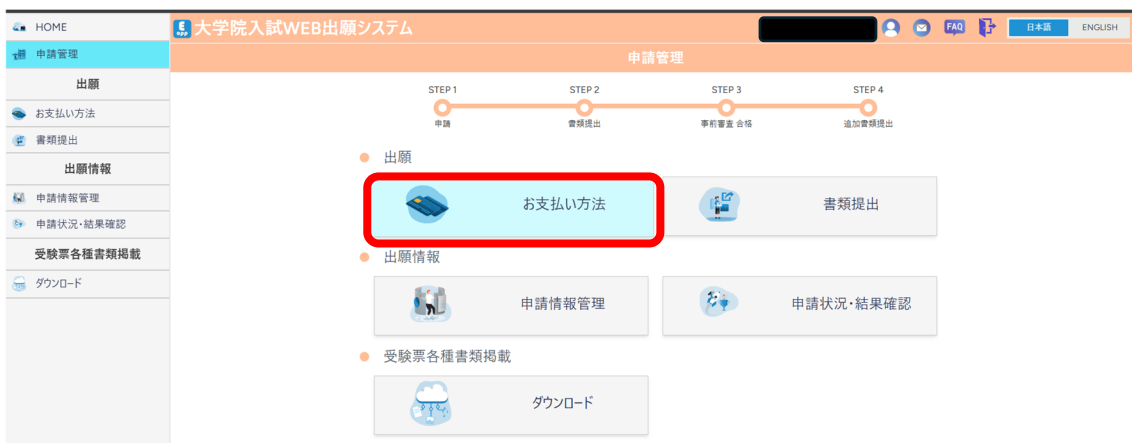 HOME
申請管理
出願
お支払い方法
書類提出
出願情報
申請情報管理
申請状況・結果確認
受験票各種書類掲載
ダウンロード
E app 大学院入試WEB出願システム
FAQ
日本語 ENGLISH
申請管理
STEP 1 STEP 2 STEP 3 STEP 4
申請 書類提出 事前審査 合格 追加書類提出
出願
お支払い方法 書類提出
出願情報
申請情報管理 申請状況・結果確認
受験票各種書類掲載
ダウンロード